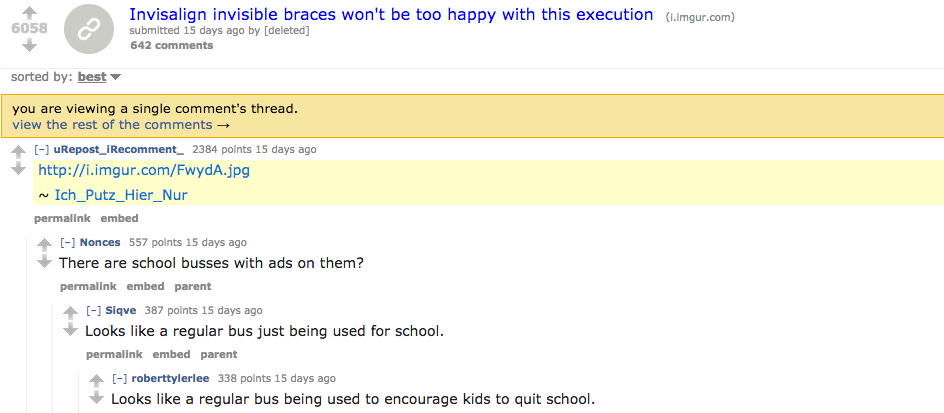 Invisalign invisible braces won't be too happy with this execution (i.imgur.com)
6058
submitted 15 days ago by [deleted]
642 comments
sorted by: best
you are viewing a single comment's thread.
view the rest of the comments →
[–] uRepost_iRecomment_ 2384 points 15 days ago
http://i.imgur.com/FwydA.jpg
~ Ich_Putz_Hier_Nur
permalink embed
[–] Nonces 557 points 15 days ago
There are school busses with ads on them?
permalink embed parent
[–] Siqve 387 points 15 days ago
Looks like a regular bus just being used for school.
permalink embed parent
[–] roberttylerlee 338 points 15 days ago
Looks like a regular bus being used to encourage kids to quit school.